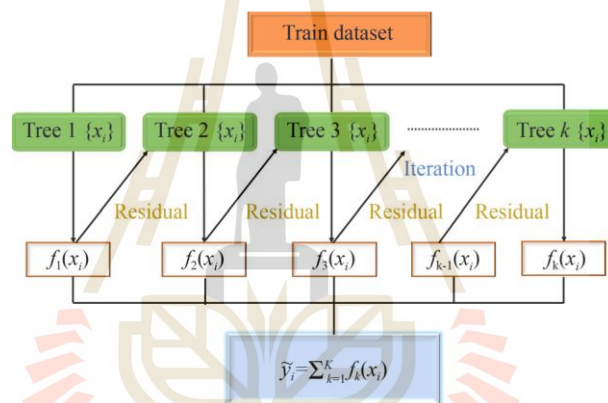 Train dataset
Tree 1 {xᵢ} Tree 2 {xᵢ} Tree 3 {xᵢ} .................. Tree k {xᵢ}
Iteration
Residual Residual Residual Residual
f₁(xᵢ) f₂(xᵢ) f₃(xᵢ) fₖ₋₁(xᵢ) fₖ(xᵢ)
ỹᵢ=∑ᴷₖ₌₁fₖ(xᵢ)